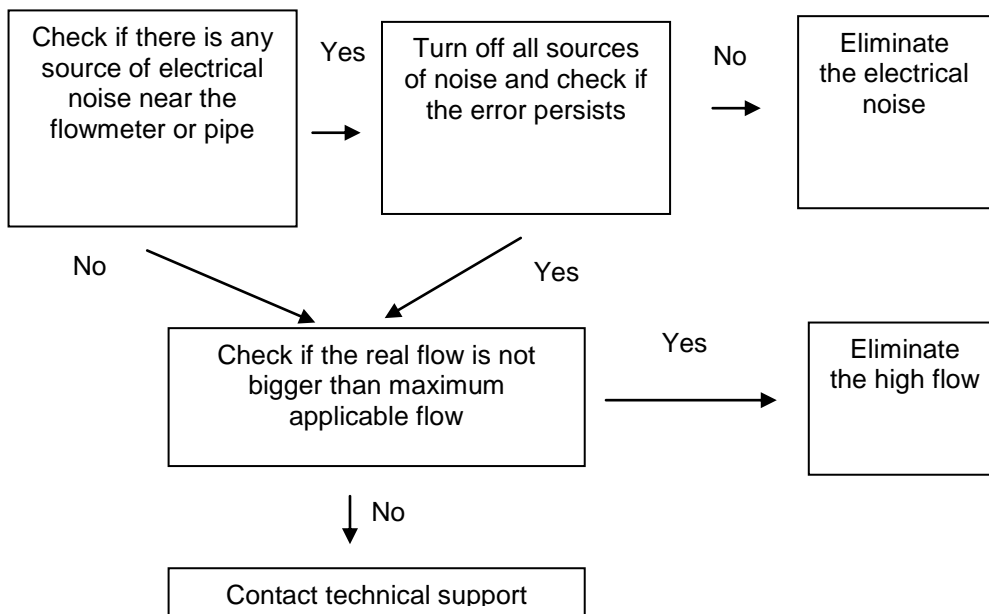 Check if there is any
source of electrical
noise near the
flowmeter or pipe
Yes
Turn off all sources
of noise and check if
the error persists
No
Eliminate
the electrical
noise
No
Yes
Check if the real flow is not
bigger than maximum
applicable flow
Yes
Eliminate
the high flow
No
Contact technical support